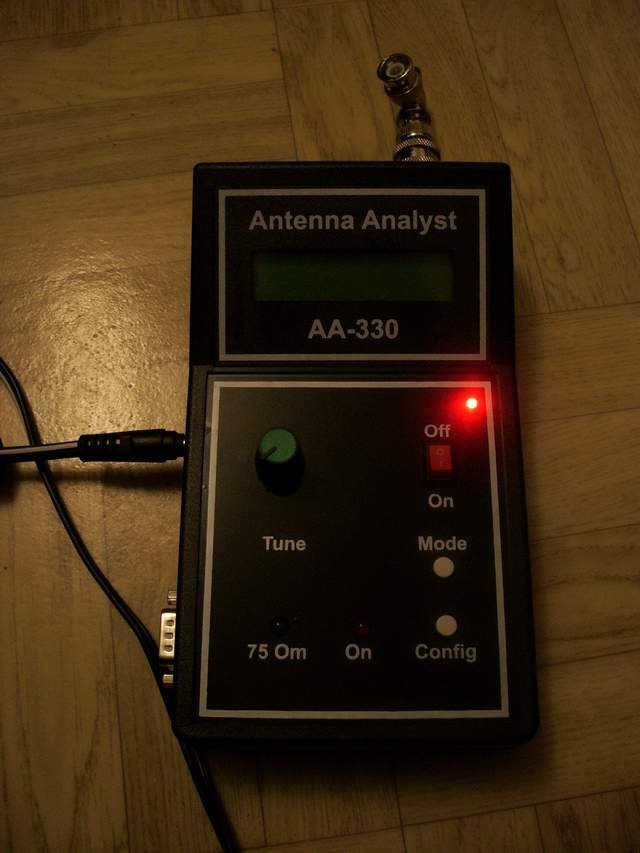 Antenna Analyst
AA-330
Off
On
Tune
Mode
75 Om
On
Config